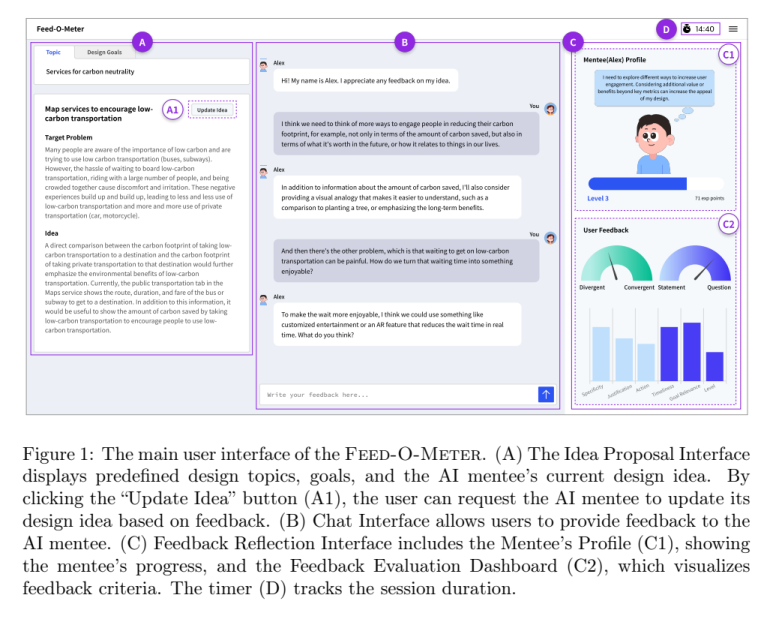 Feed-O-Meter
D
14:40
A
B
C
Topic
Design Goals
Services for carbon neutrality
Map services to encourage low-
carbon transportation
A1
Update Idea
Target Problem
Many people are aware of the importance of low-carbon and are
trying to use low carbon transportation (buses, subways).
However, the hassle of waiting to board low-carbon
transportation, riding with a large number of people, and being
crowded together cause discomfort and irritation. These negative
experiences build up and build up, leading to less and less use of
low-carbon transportation and more and more use of private
transportation (car, motorcycle).
Idea
A direct comparison between the carbon footprint of taking low-
carbon transportation to a destination and the carbon footprint
of taking private transportation to that destination would further
emphasize the environmental benefits of low-carbon
transportation. Currently, the public transportation tab in the
Maps service shows the route, duration, and fare of the bus or
subway to get to a destination. In addition to this information, it
would be useful to show the amount of carbon saved by taking
low-carbon transportation to encourage people to use low-
carbon transportation.
Alex
Hi! My name is Alex. I appreciate any feedback on my idea.
You
I think we need to think of more ways to engage people in reducing their carbon
footprint, for example, not only in terms of the amount of carbon saved, but also in
terms of what it's worth in the future, or how it relates to things in our lives.
Alex
In addition to information about the amount of carbon saved, I'll also consider
providing a visual analogy that makes it easier to understand, such as a
comparison to planting a tree, or emphasizing the long-term benefits.
You
And then there's the other problem, which is that waiting to get on low-carbon
transportation can be painful. How do we turn that waiting time into something
enjoyable?
Alex
To make the wait more enjoyable, I think we could use something like
customized entertainment or an AR feature that reduces the wait time in real
time. What do you think?
Write your feedback here...
C1
Mentee(Alex) Profile
I need to explore different ways to increase user
engagement. Considering additional value or
benefits beyond key metrics can increase the appeal
of my design.
Level 3
71 exp points
C2
User Feedback
Divergent
Convergent
Statement
Question
Specificity
Justification
Action
Timeliness
Goal Relevance
Level
Figure 1: The main user interface of the FEED-O-METER. (A) The Idea Proposal Interface
displays predefined design topics, goals, and the AI mentee's current design idea. By
clicking the “Update Idea” button (A1), the user can request the AI mentee to update its
design idea based on feedback. (B) Chat Interface allows users to provide feedback to the
AI mentee. (C) Feedback Reflection Interface includes the Mentee's Profile (C1), showing
the mentee's progress, and the Feedback Evaluation Dashboard (C2), which visualizes
feedback criteria. The timer (D) tracks the session duration.